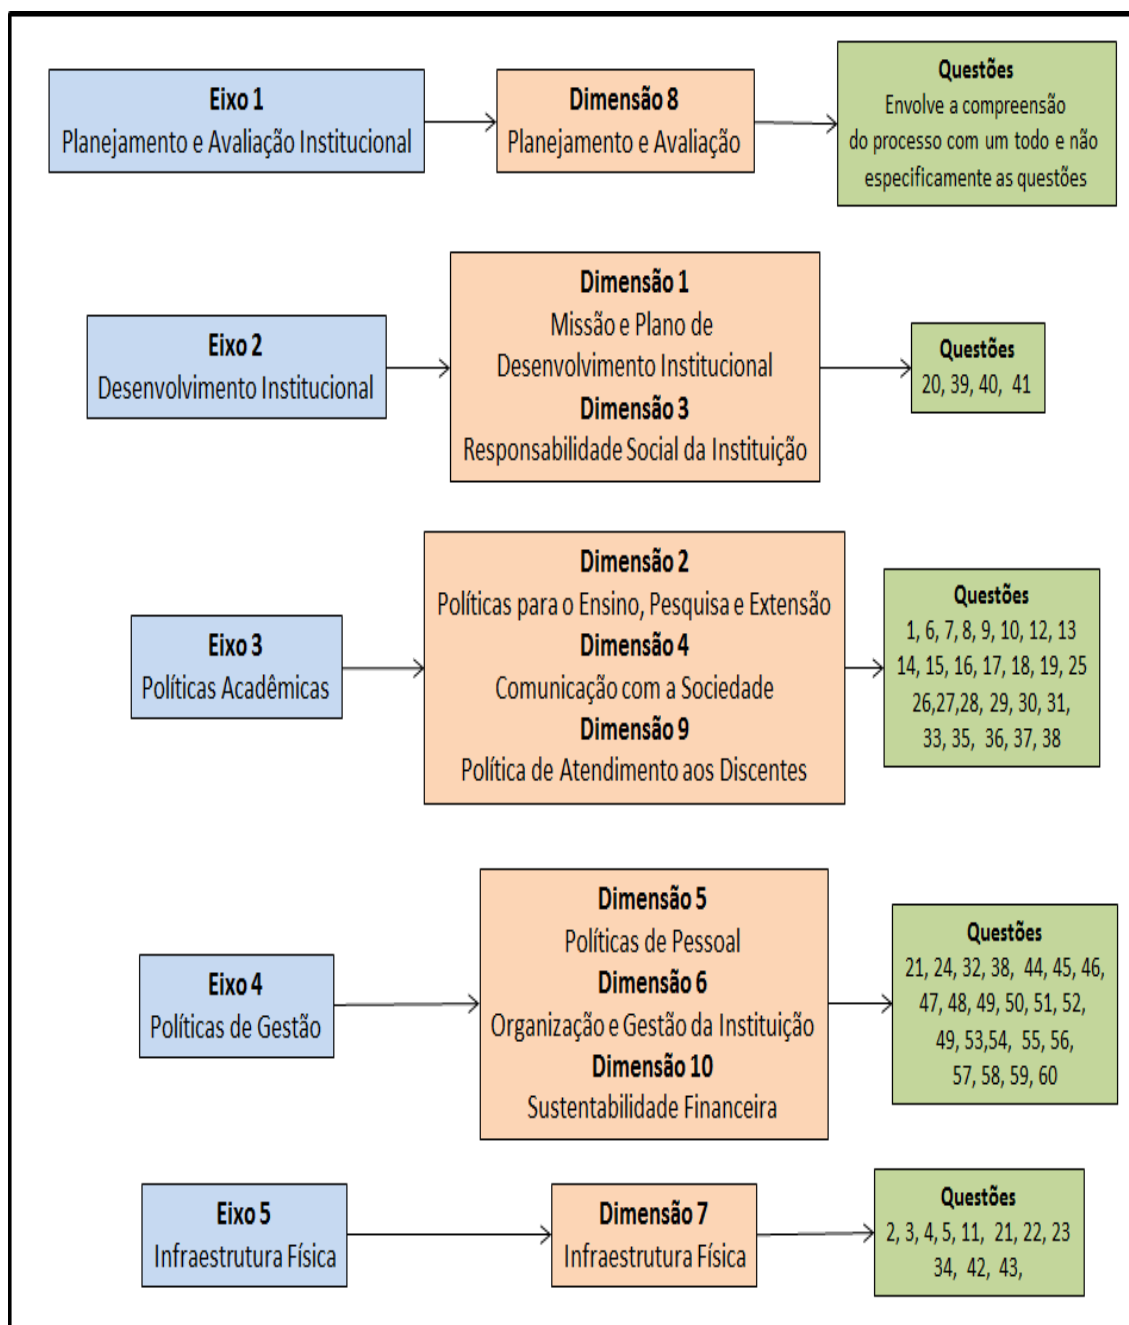 Eixo 1
Planejamento e Avaliação Institucional
Dimensão 8
Planejamento e Avaliação
Questões
Envolve a compreensão
do processo com um todo e não
especificamente as questões
Eixo 2
Desenvolvimento Institucional
Dimensão 1
Missão e Plano de
Desenvolvimento Institucional
Dimensão 3
Responsabilidade Social da Instituição
Questões
20, 39, 40, 41
Eixo 3
Políticas Acadêmicas
Dimensão 2
Políticas para o Ensino, Pesquisa e Extensão
Dimensão 4
Comunicação com a Sociedade
Dimensão 9
Política de Atendimento aos Discentes
Questões
1, 6, 7, 8, 9, 10, 12, 13
14, 15, 16, 17, 18, 19, 25
26,27,28, 29, 30, 31,
33, 35, 36, 37, 38
Eixo 4
Políticas de Gestão
Dimensão 5
Políticas de Pessoal
Dimensão 6
Organização e Gestão da Instituição
Dimensão 10
Sustentabilidade Financeira
Questões
21, 24, 32, 38, 44, 45, 46,
47, 48, 49, 50, 51, 52,
49, 53,54, 55, 56,
57, 58, 59, 60
Eixo 5
Infraestrutura Física
Dimensão 7
Infraestrutura Física
Questões
2, 3, 4, 5, 11, 21, 22, 23
34, 42, 43,